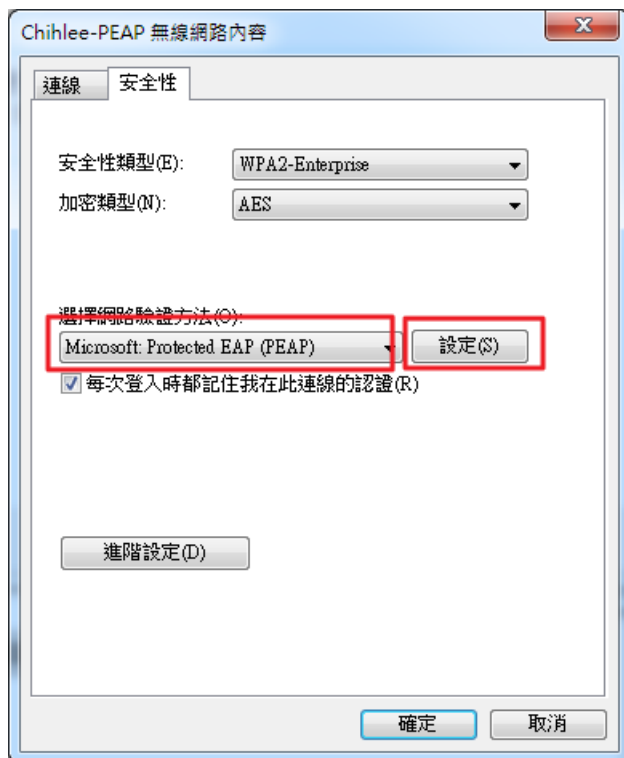 Chihlee-PEAP 無線網路內容
連線 安全性
安全性類型(E): WPA2-Enterprise
加密類型(N): AES
選擇網路驗證方法(O):
Microsoft: Protected EAP (PEAP) 設定(S)
每次登入時都記住我在此連線的認證(R)
進階設定(D)
確定 取消